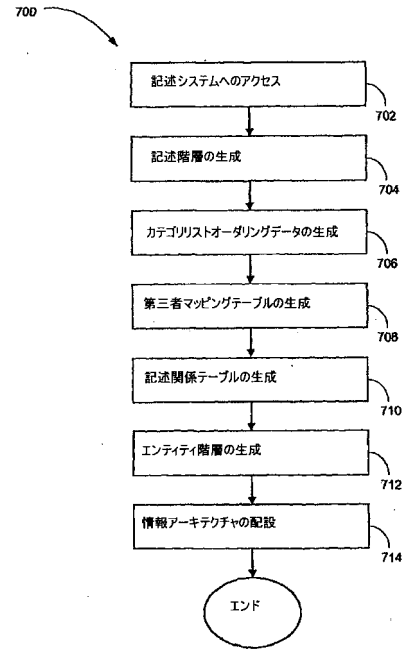 700
記述システムへのアクセス
702
記述階層の生成
704
カテゴリリストオーダリングデータの生成
706
第三者マッピングテーブルの生成
708
記述関係テーブルの生成
710
エンティティ階層の生成
712
情報アーキテクチャの配設
714
エンド